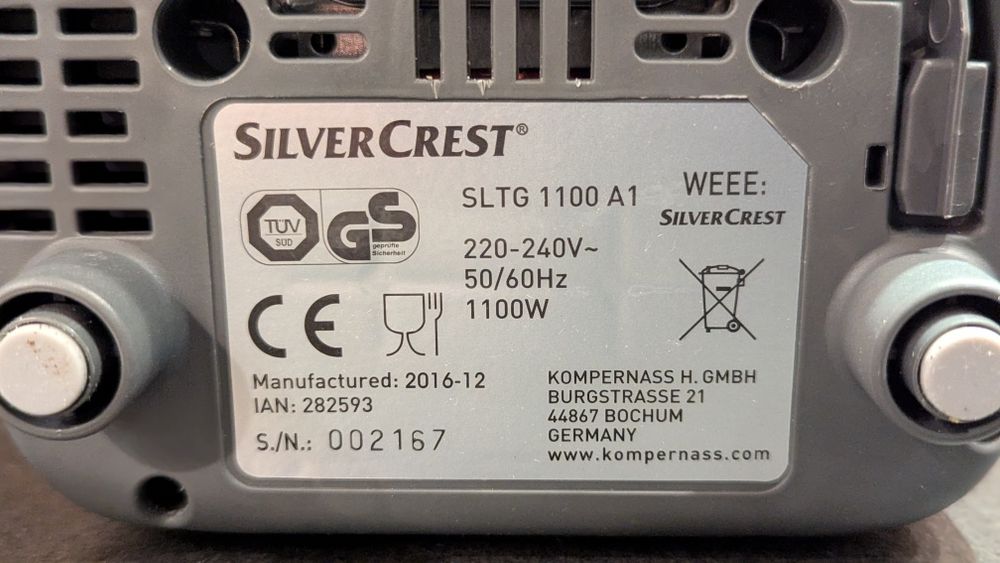 SILVERCREST®
TÜV
SÜD
GS
geprüfte
Sicherheit
SLTG 1100 A1
220-240V~
50/60Hz
1100W
WEEE:
SILVERCREST
CE
Manufactured: 2016-12
IAN: 282593
S./N.: 002167
KOMPERNASS H. GMBH
BURGSTRASSE 21
44867 BOCHUM
GERMANY
www.kompernass.com